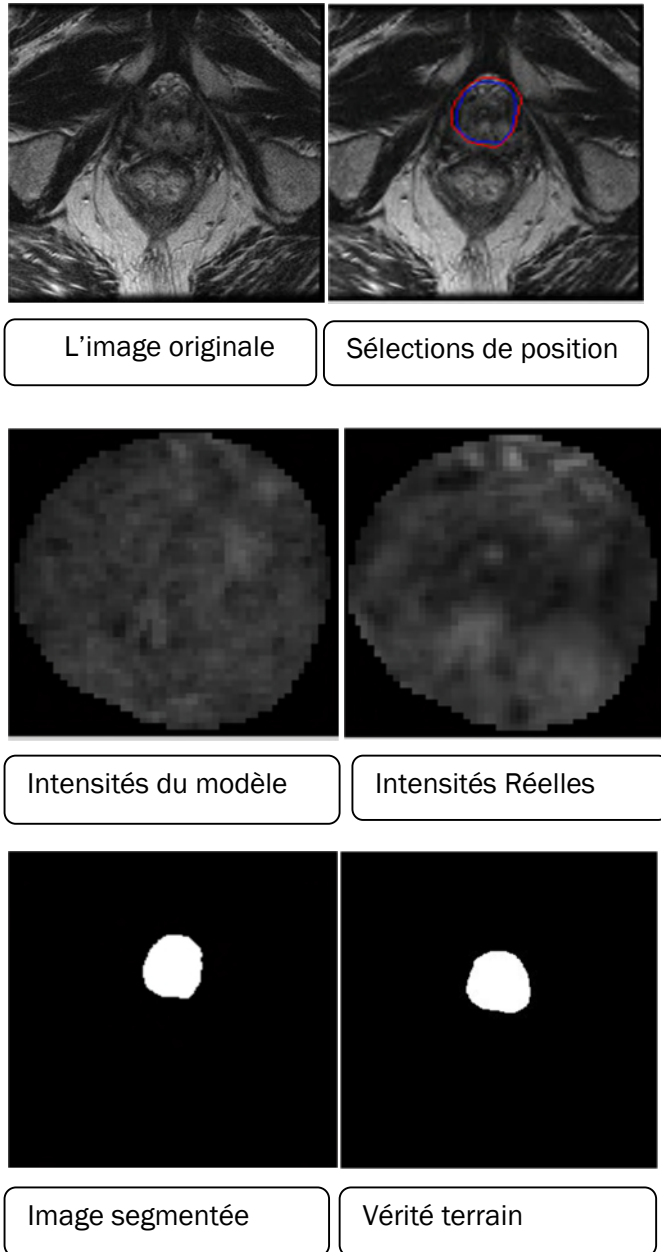 L'image originale
Sélections de position
Intensités du modèle
Intensités Réelles
Image segmentée
Vérité terrain